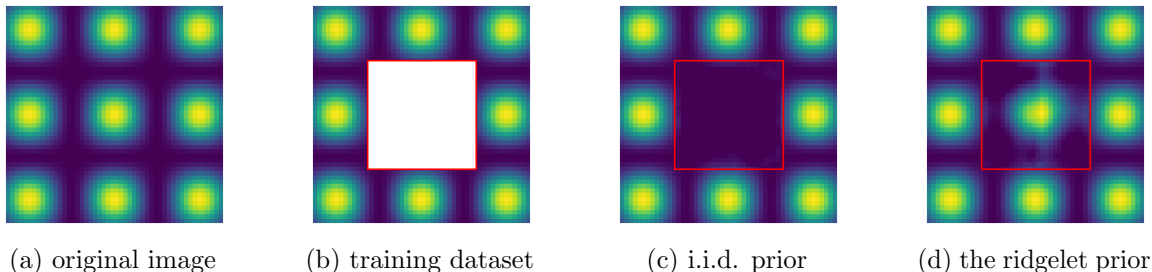 (a) original image
(b) training dataset
(c) i.i.d. prior
(d) the ridgelet prior